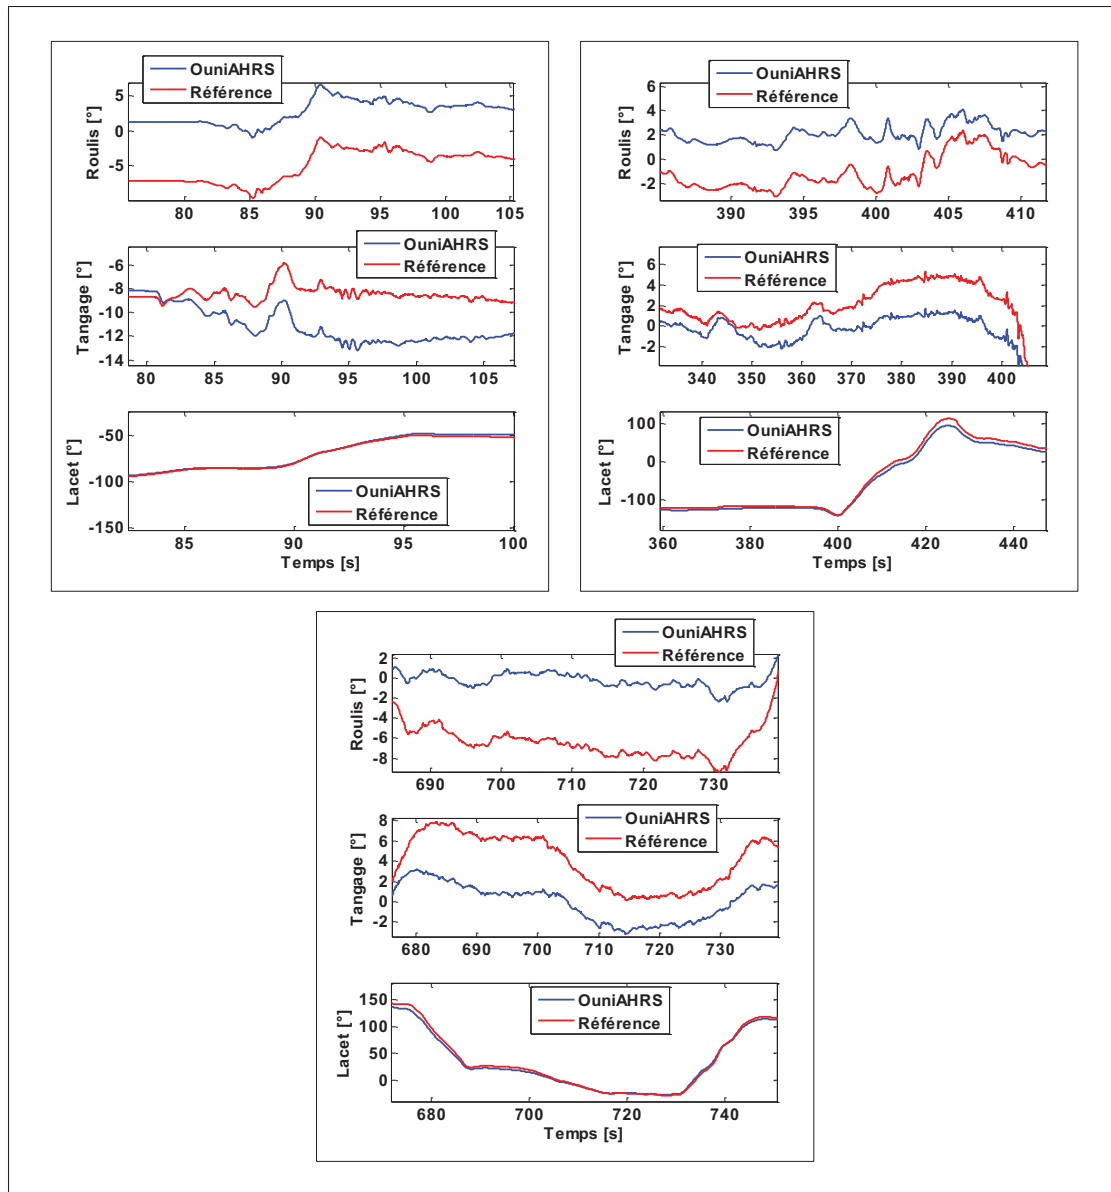 OuniAHRS
Référence
Roulis [°]
5
0
-5
80 85 90 95 100 105
OuniAHRS
Référence
Tangage [°]
-6
-8
-10
-12
-14
80 85 90 95 100 105
Lacet [°]
-50
-100
-150
OuniAHRS
Référence
85 90 95 100
Temps [s]
OuniAHRS
Référence
Roulis [°]
6
4
2
0
-2
390 395 400 405 410
OuniAHRS
Référence
Tangage [°]
6
4
2
0
-2
340 350 360 370 380 390 400
OuniAHRS
Référence
Lacet [°]
100
0
-100
360 380 400 420 440
Temps [s]
OuniAHRS
Référence
Roulis [°]
2
0
-2
-4
-6
-8
690 700 710 720 730
OuniAHRS
Référence
Tangage [°]
8
6
4
2
0
-2
680 690 700 710 720 730
OuniAHRS
Référence
Lacet [°]
150
100
50
0
680 700 720 740
Temps [s]